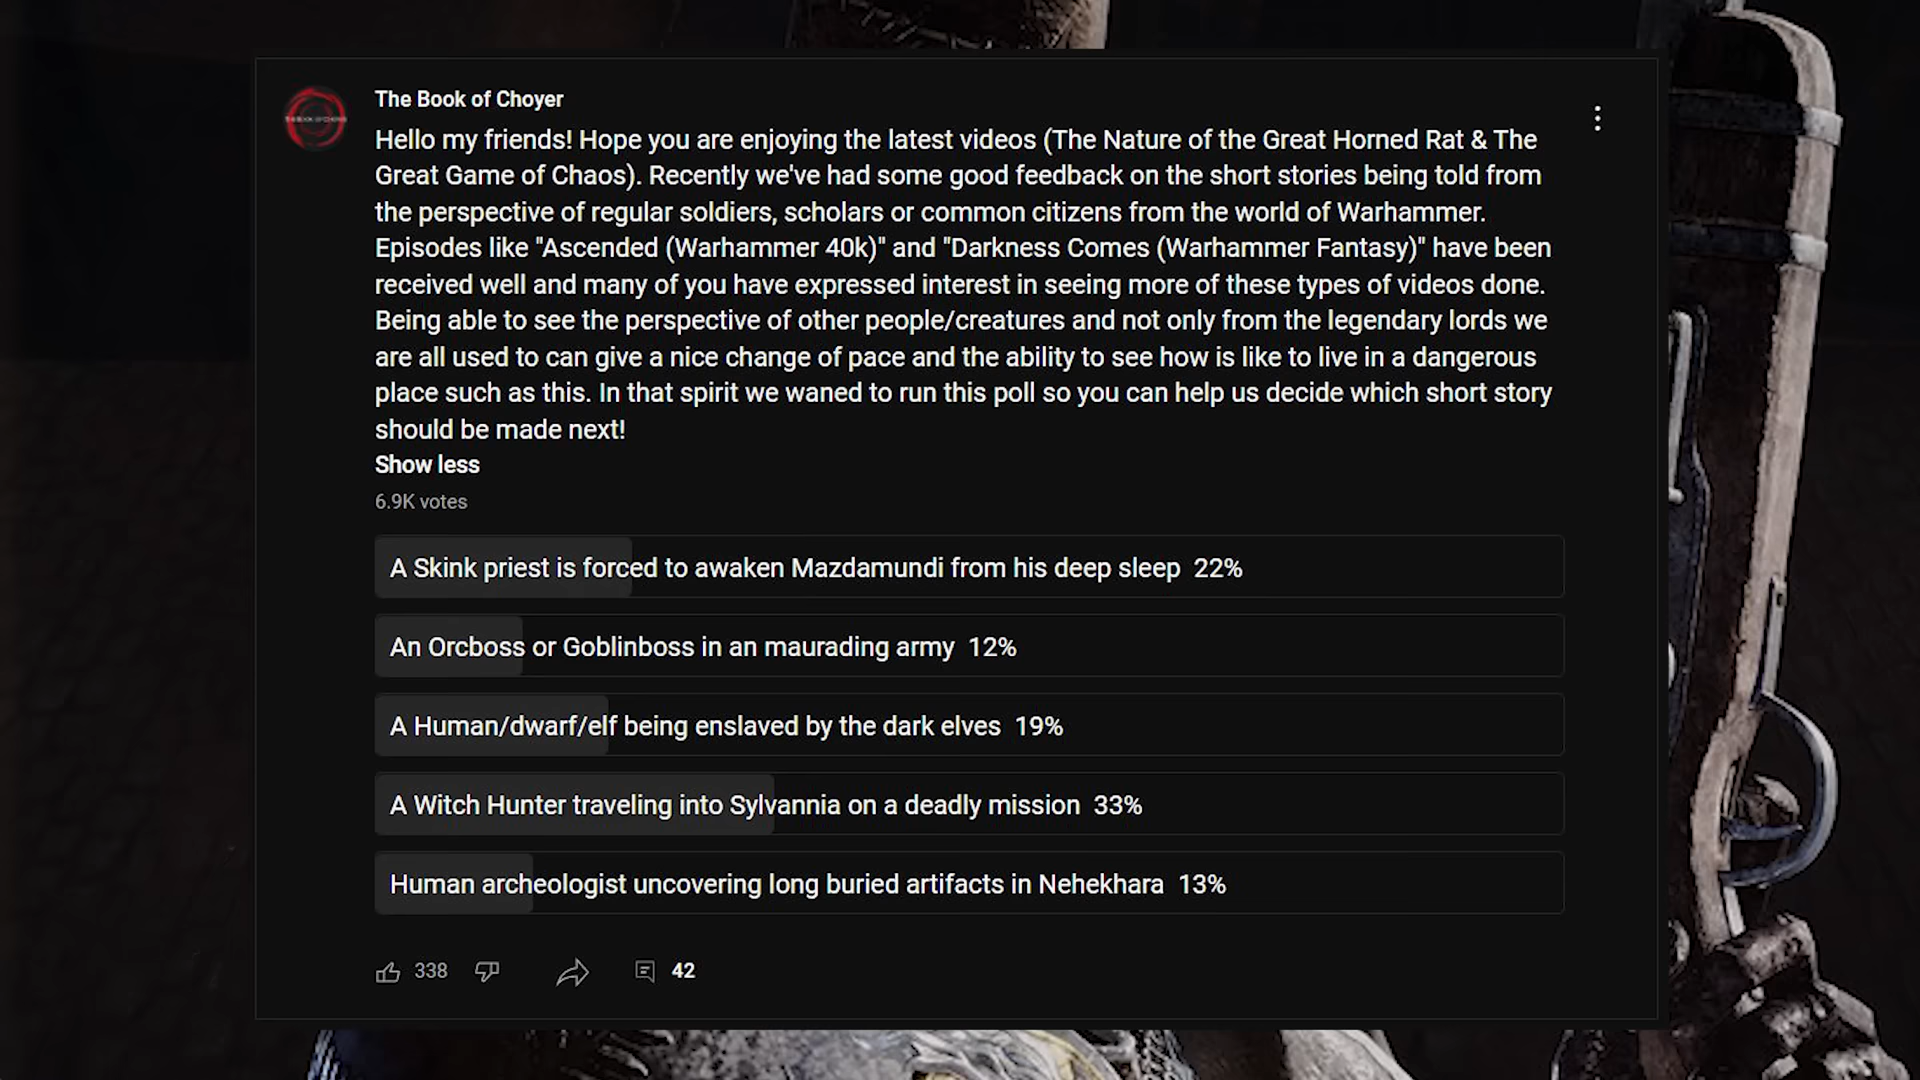 The Book of Choyer
Hello my friends! Hope you are enjoying the latest videos (The Nature of the Great Horned Rat & The
Great Game of Chaos). Recently we've had some good feedback on the short stories being told from
the perspective of regular soldiers, scholars or common citizens from the world of Warhammer.
Episodes like "Ascended (Warhammer 40k)" and "Darkness Comes (Warhammer Fantasy)" have been
received well and many of you have expressed interest in seeing more of these types of videos done.
Being able to see the perspective of other people/creatures and not only from the legendary lords we
are all used to can give a nice change of pace and the ability to see how is like to live in a dangerous
place such as this. In that spirit we waned to run this poll so you can help us decide which short story
should be made next!
Show less
6.9K votes
A Skink priest is forced to awaken Mazdamundi from his deep sleep 22%
An Orcboss or Goblinboss in an maurading army 12%
A Human/dwarf/elf being enslaved by the dark elves 19%
A Witch Hunter traveling into Sylvannia on a deadly mission 33%
Human archeologist uncovering long buried artifacts in Nehekhara 13%
338 42